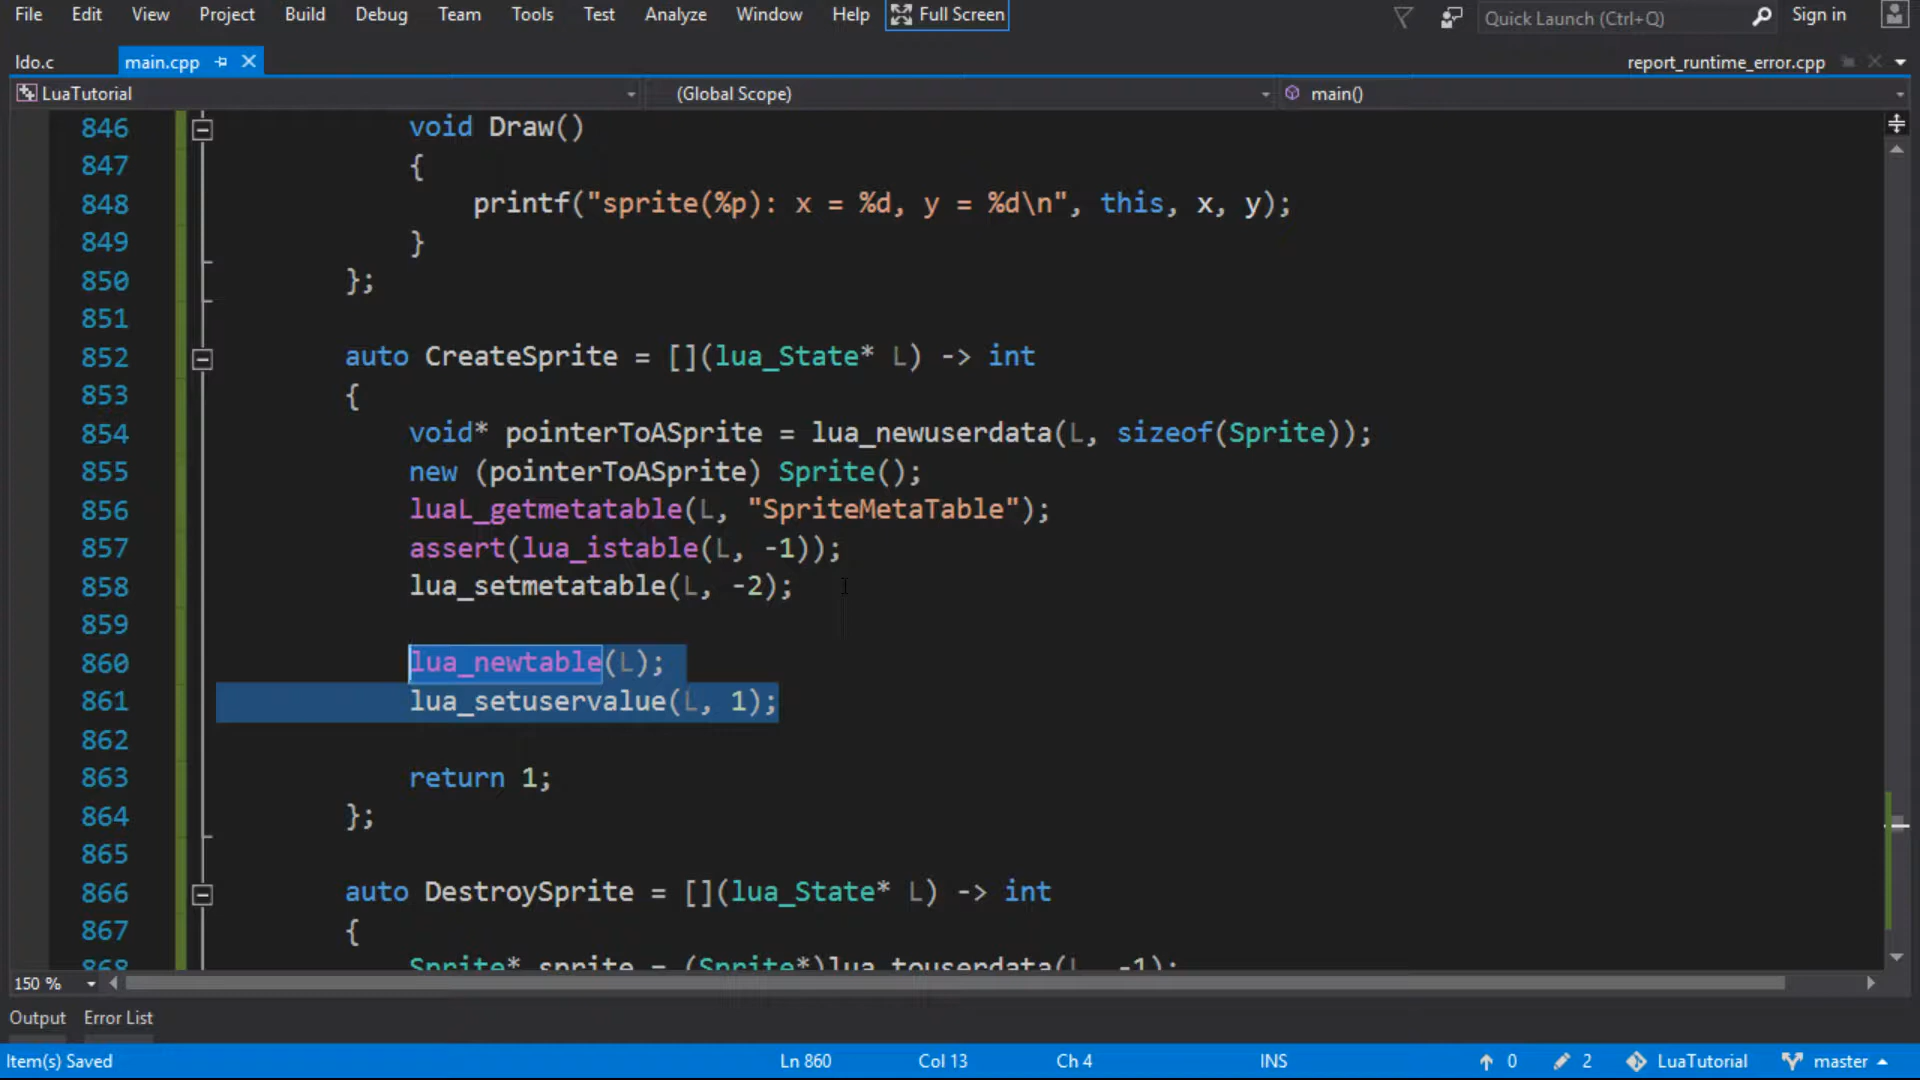 File Edit View Project Build Debug Team Tools Test Analyze Window Help Full Screen Quick Launch (Ctrl+Q) Sign in
ldo.c main.cpp report_runtime_error.cpp
LuaTutorial (Global Scope) main()
846 void Draw()
847 {
848 printf("sprite(%p): x = %d, y = %d\n", this, x, y);
849 }
850 };
851
852 auto CreateSprite = [](lua_State* L) -> int
853 {
854 void* pointerToASprite = lua_newuserdata(L, sizeof(Sprite));
855 new (pointerToASprite) Sprite();
856 luaL_getmetatable(L, "SpriteMetaTable");
857 assert(lua_istable(L, -1));
858 lua_setmetatable(L, -2);
859
860 lua_newtable(L);
861 lua_setuservalue(L, 1);
862
863 return 1;
864 };
865
866 auto DestroySprite = [](lua_State* L) -> int
867 {
868 Sprite* sprite = (Sprite*)lua_touserdata(L, -1);
150 %
Output Error List
Item(s) Saved Ln 860 Col 13 Ch 4 INS 0 2 LuaTutorial master